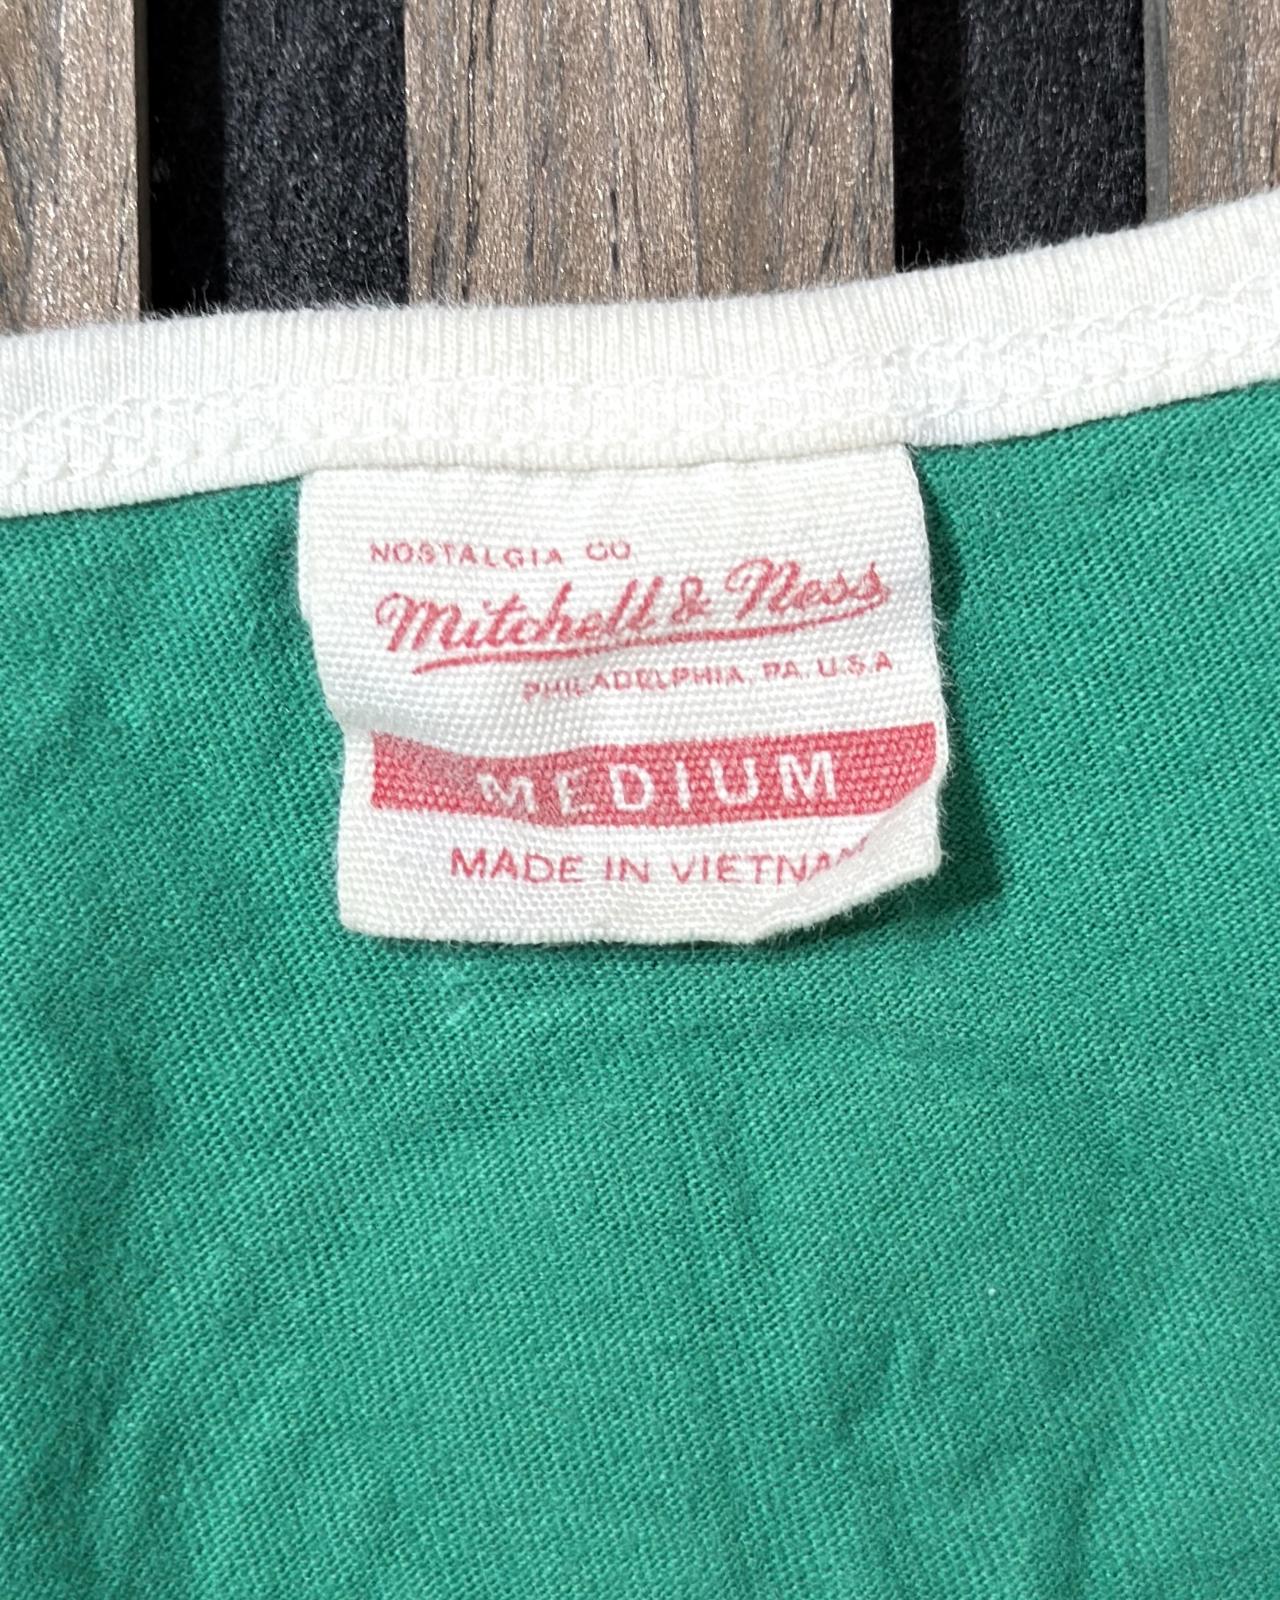 NOSTALGIA CO
Mitchell & Ness
PHILADELPHIA, PA. U.S.A
MEDIUM
MADE IN VIETNAM